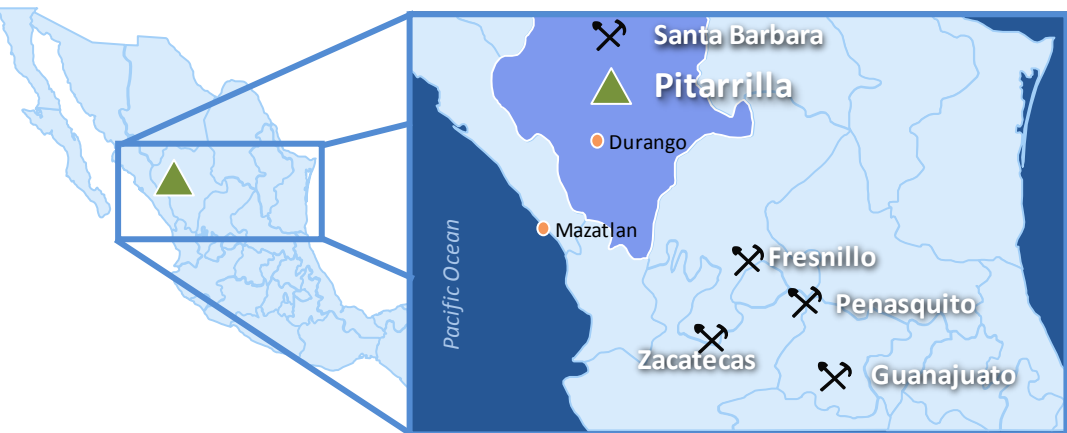 Santa Barbara
Pitarrilla
Durango
Mazatlan
Pacific Ocean
Fresnillo
Penasquito
Zacatecas
Guanajuato